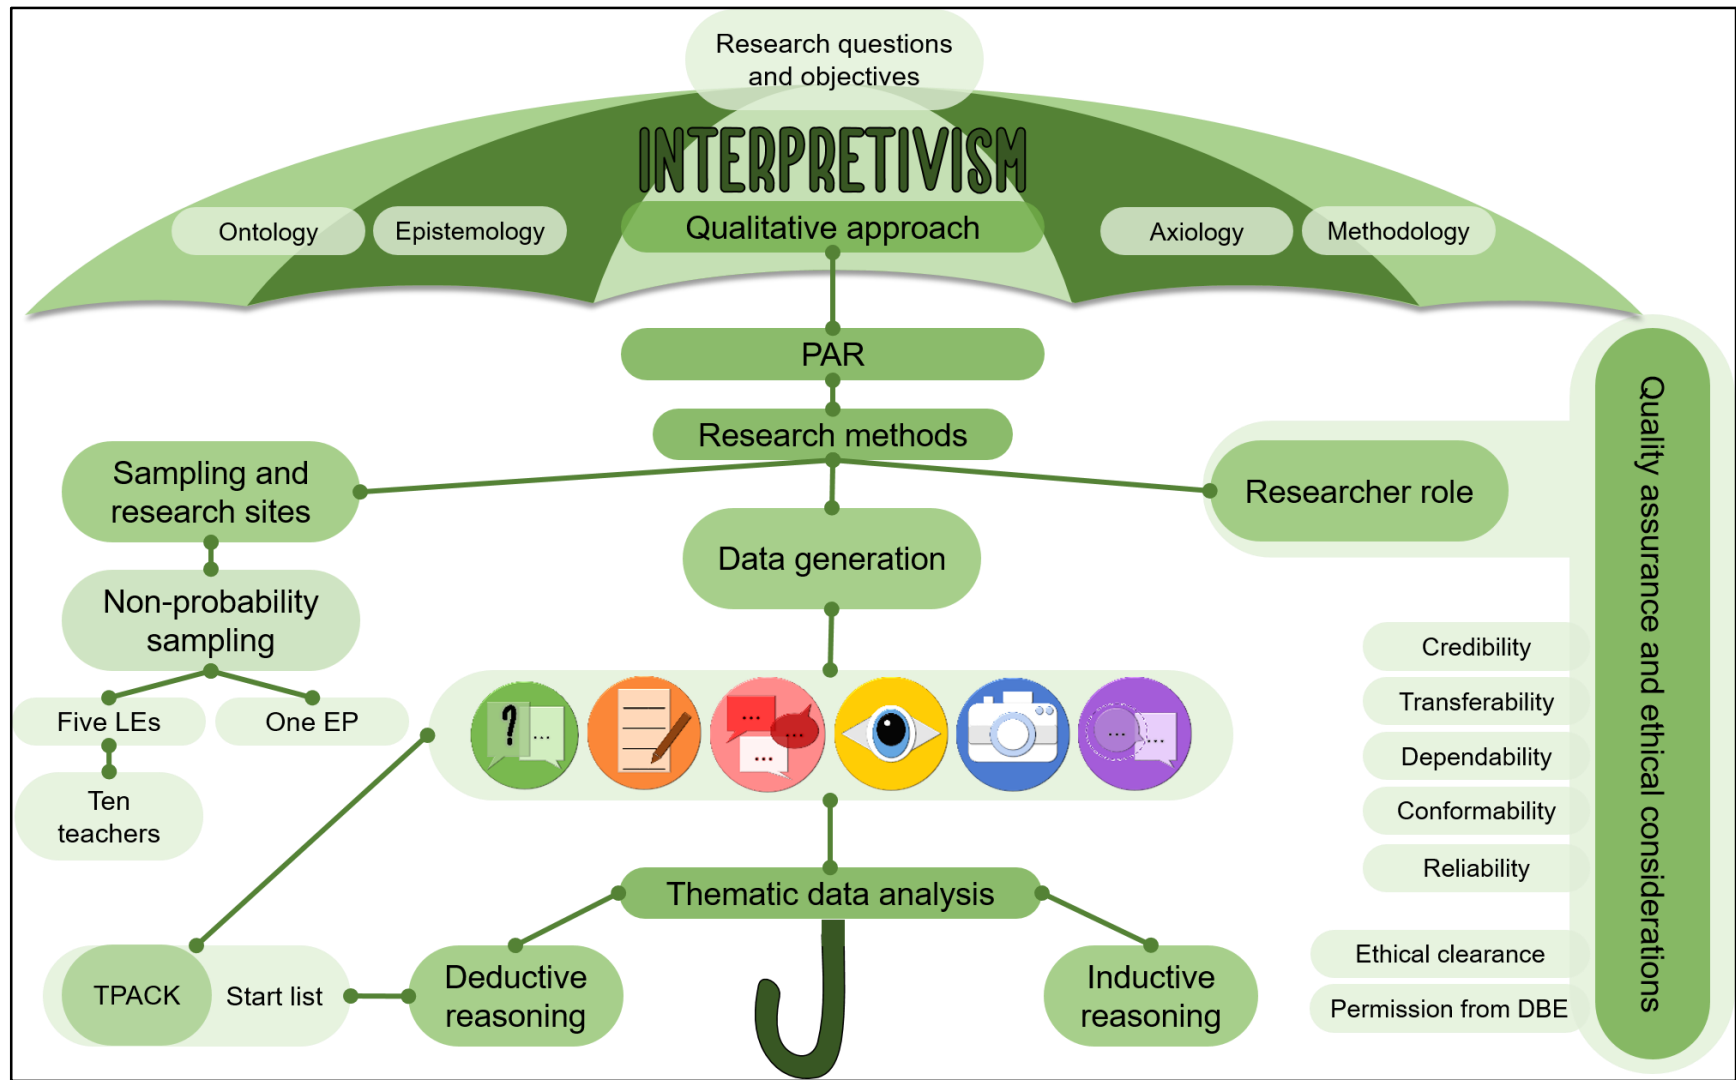 Research questions
and objectives
INTERPRETIVISM
Ontology
Epistemology
Qualitative approach
Axiology
Methodology
PAR
Research methods
Sampling and
research sites
Researcher role
Data generation
Non-probability
sampling
Five LEs
One EP
Ten
teachers
?
...
...
...
...
...
...
Thematic data analysis
TPACK
Start list
Deductive
reasoning
Inductive
reasoning
Quality assurance and ethical considerations
Credibility
Transferability
Dependability
Conformability
Reliability
Ethical clearance
Permission from DBE